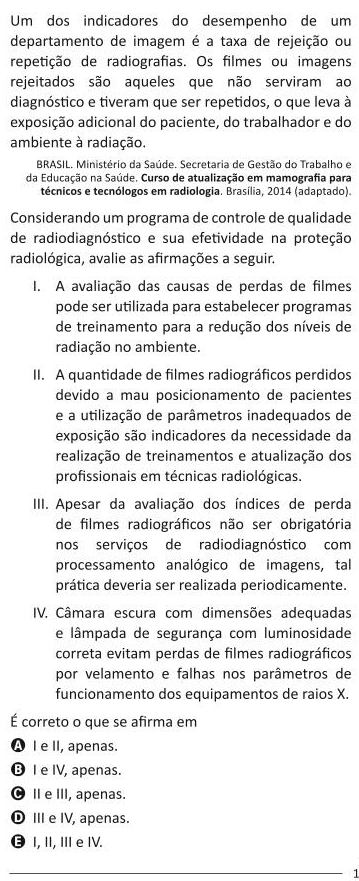 Um dos indicadores do desempenho de um
departamento de imagem é a taxa de rejeição ou
repetição de radiografias. Os filmes ou imagens
rejeitados são aqueles que não serviram ao
diagnóstico e tiveram que ser repetidos, o que leva à
exposição adicional do paciente, do trabalhador e do
ambiente à radiação.
BRASIL. Ministério da Saúde. Secretaria de Gestão do Trabalho e
da Educação na Saúde. Curso de atualização em mamografia para
técnicos e tecnólogos em radiologia. Brasília, 2014 (adaptado).
Considerando um programa de controle de qualidade
de radiodiagnóstico e sua efetividade na proteção
radiológica, avalie as afirmações a seguir.
I. A avaliação das causas de perdas de filmes
pode ser utilizada para estabelecer programas
de treinamento para a redução dos níveis de
radiação no ambiente.
II. A quantidade de filmes radiográficos perdidos
devido a mau posicionamento de pacientes
e a utilização de parâmetros inadequados de
exposição são indicadores da necessidade da
realização de treinamentos e atualização dos
profissionais em técnicas radiológicas.
III. Apesar da avaliação dos índices de perda
de filmes radiográficos não ser obrigatória
nos serviços de radiodiagnóstico com
processamento analógico de imagens, tal
prática deveria ser realizada periodicamente.
IV. Câmara escura com dimensões adequadas
e lâmpada de segurança com luminosidade
correta evitam perdas de filmes radiográficos
por velamento e falhas nos parâmetros de
funcionamento dos equipamentos de raios X.
É correto o que se afirma em
A I e II, apenas.
B I e IV, apenas.
C II e III, apenas.
D III e IV, apenas.
E I, II, III e IV.
1